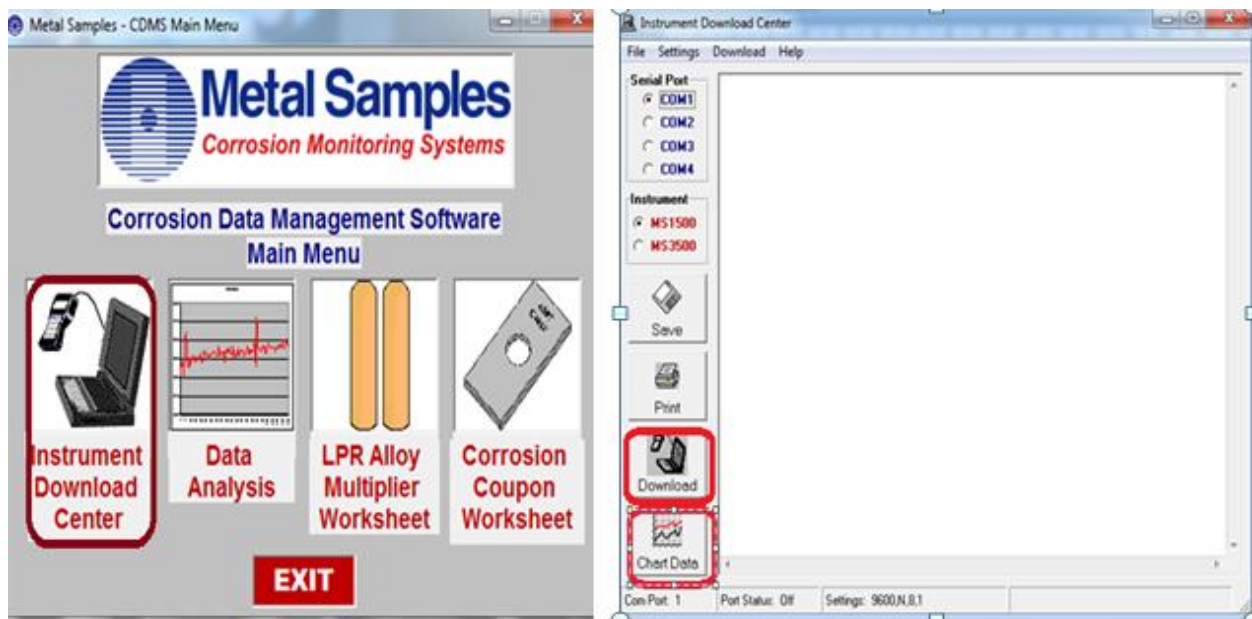 Metal Samples - CDMS Main Menu
Metal Samples
Corrosion Monitoring Systems
Corrosion Data Management Software
Main Menu
Instrument
Download
Center
Data
Analysis
LPR Alloy
Multiplier
Worksheet
Corrosion
Coupon
Worksheet
EXIT
Instrument Download Center
File Settings Download Help
Serial Port
COM1
COM2
COM3
COM4
Instrument
MS1500
MS3500
Save
Print
Download
Chart Data
Com Port: 1 Port Status: Off Settings: 9600,N,8,1